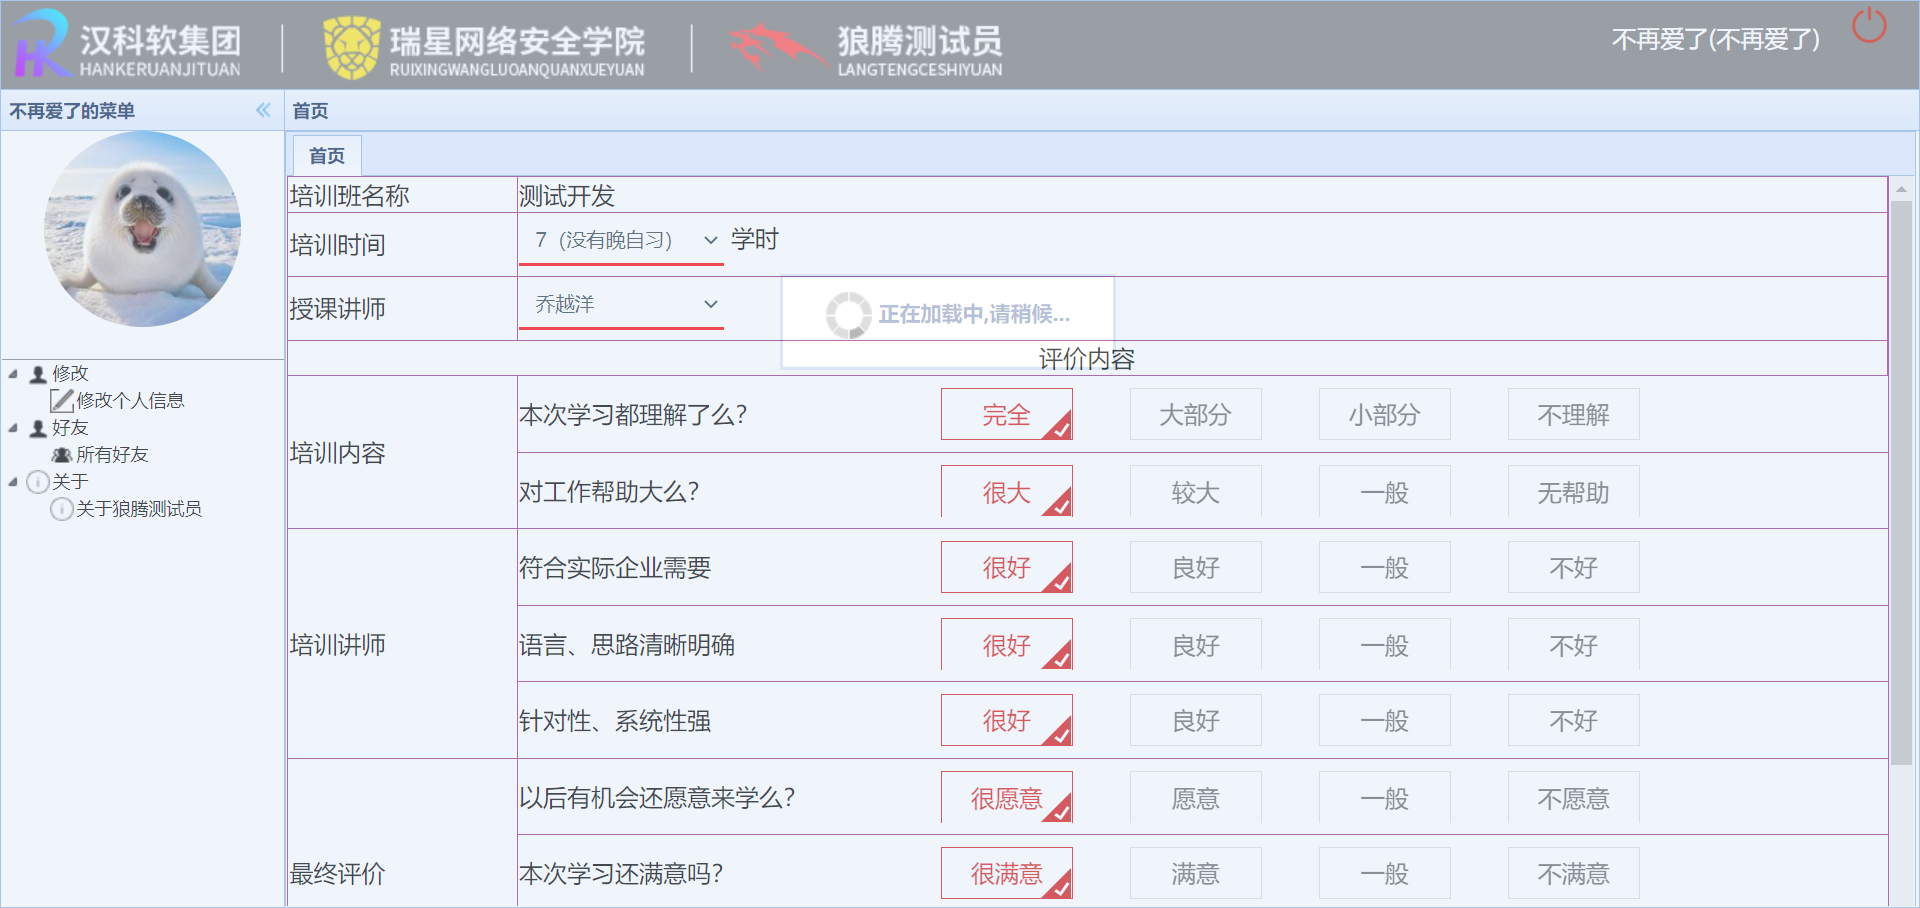 汉科软集团
HANKERUANJITUAN
瑞星网络安全学院
RUIXINGWANGLUOANQUANXUEYUAN
狼腾测试员
LANGTENGCESHIYUAN
不再爱了(不再爱了)
不再爱了的菜单
首页
首页
修改
修改个人信息
好友
所有好友
关于
关于狼腾测试员
培训班名称 测试开发
培训时间 7（没有晚自习） 学时
授课讲师 乔越洋
正在加载中,请稍候...
评价内容
培训内容
本次学习都理解了么? 完全 大部分 小部分 不理解
对工作帮助大么? 很大 较大 一般 无帮助
培训讲师
符合实际企业需要 很好 良好 一般 不好
语言、思路清晰明确 很好 良好 一般 不好
针对性、系统性强 很好 良好 一般 不好
最终评价
以后有机会还愿意来学么? 很愿意 愿意 一般 不愿意
本次学习还满意吗? 很满意 满意 一般 不满意